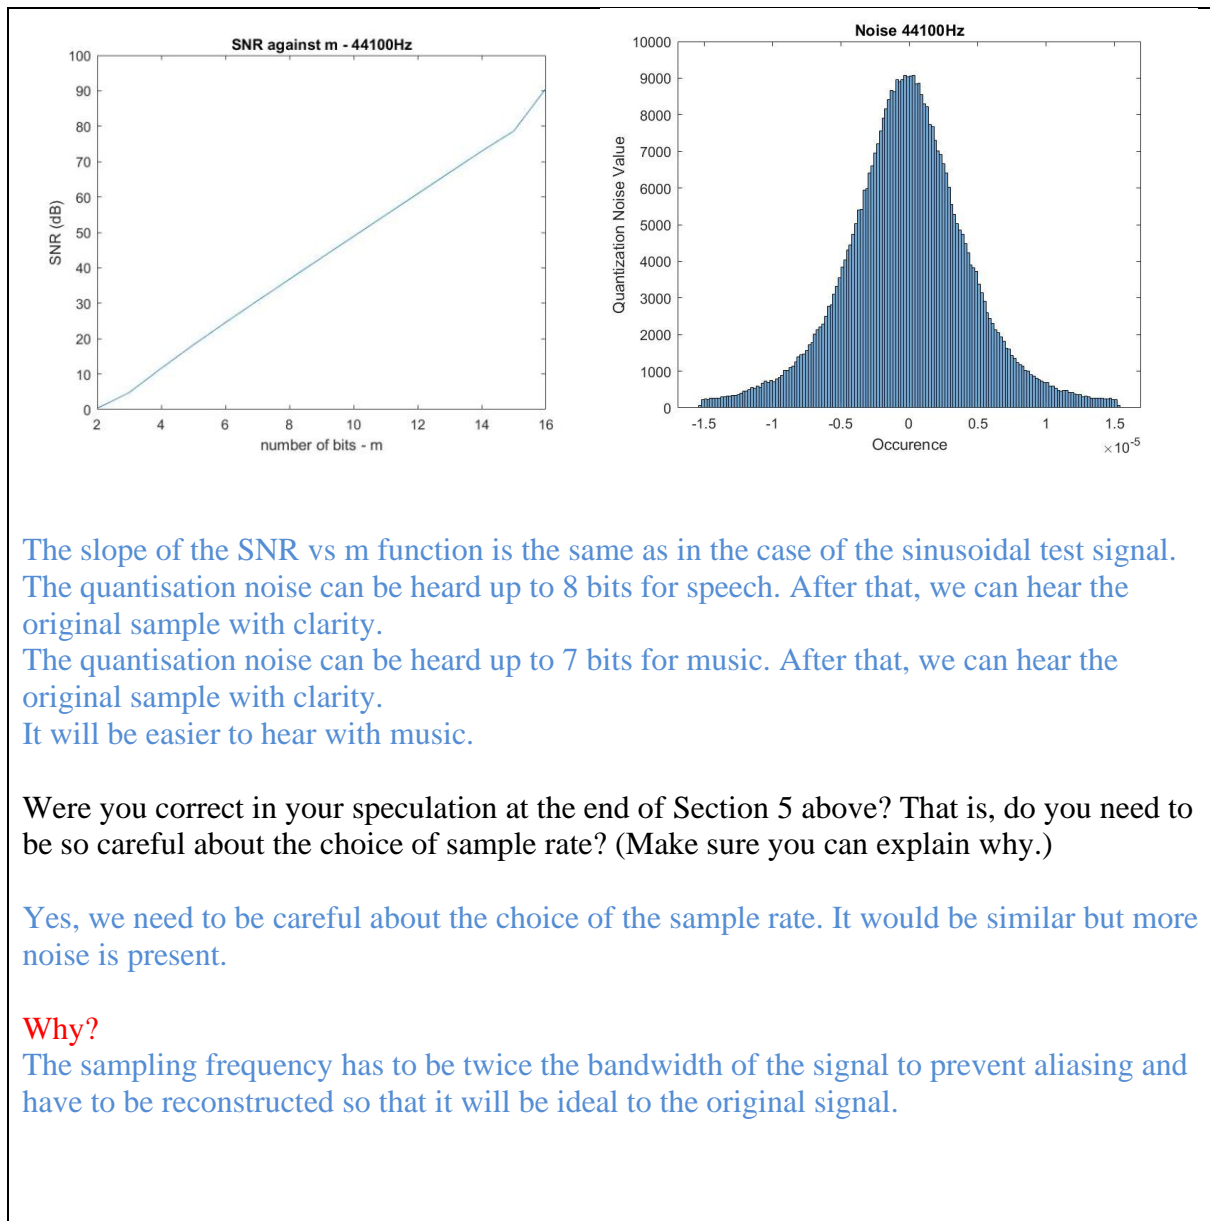 SNR against m - 44100Hz
100
90
80
70
60
50
40
30
20
10
0
SNR (dB)
2 4 6 8 10 12 14 16
number of bits - m
Noise 44100Hz
10000
9000
8000
7000
6000
5000
4000
3000
2000
1000
0
Quantization Noise Value
-1.5 -1 -0.5 0 0.5 1 1.5
Occurence
×10-5
The slope of the SNR vs m function is the same as in the case of the sinusoidal test signal.
The quantisation noise can be heard up to 8 bits for speech. After that, we can hear the
original sample with clarity.
The quantisation noise can be heard up to 7 bits for music. After that, we can hear the
original sample with clarity.
It will be easier to hear with music.
Were you correct in your speculation at the end of Section 5 above? That is, do you need to
be so careful about the choice of sample rate? (Make sure you can explain why.)
Yes, we need to be careful about the choice of the sample rate. It would be similar but more
noise is present.
Why?
The sampling frequency has to be twice the bandwidth of the signal to prevent aliasing and
have to be reconstructed so that it will be ideal to the original signal.